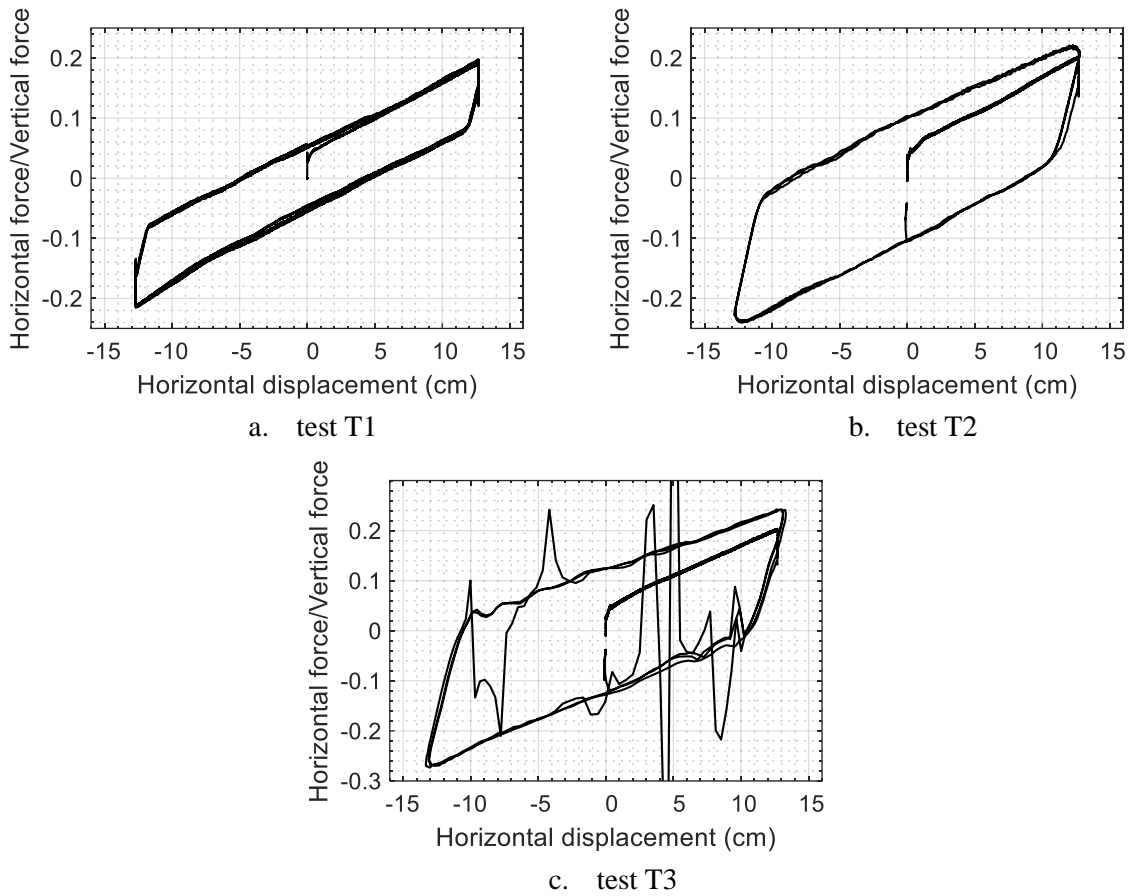 Horizontal force/Vertical force
0.2
0.1
0
-0.1
-0.2
-15 -10 -5 0 5 10 15
Horizontal displacement (cm)
a. test T1
Horizontal force/Vertical force
0.2
0.1
0
-0.1
-0.2
-15 -10 -5 0 5 10 15
Horizontal displacement (cm)
b. test T2
Horizontal force/Vertical force
0.2
0.1
0
-0.1
-0.2
-0.3
-15 -10 -5 0 5 10 15
Horizontal displacement (cm)
c. test T3